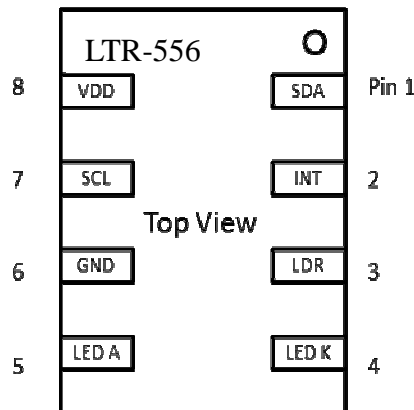 LTR-556
8 VDD SDA Pin 1
7 SCL INT 2
Top View
6 GND LDR 3
5 LED A LED K 4